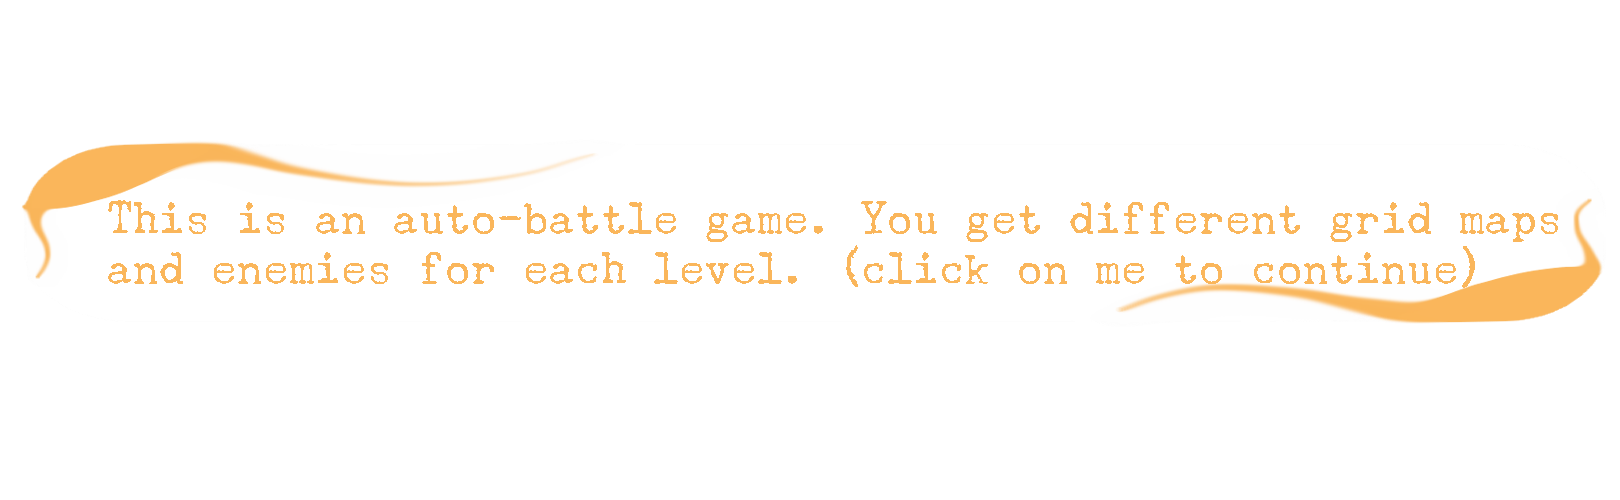 This is an auto-battle game. You get different grid maps
and enemies for each level. (click on me to continue)